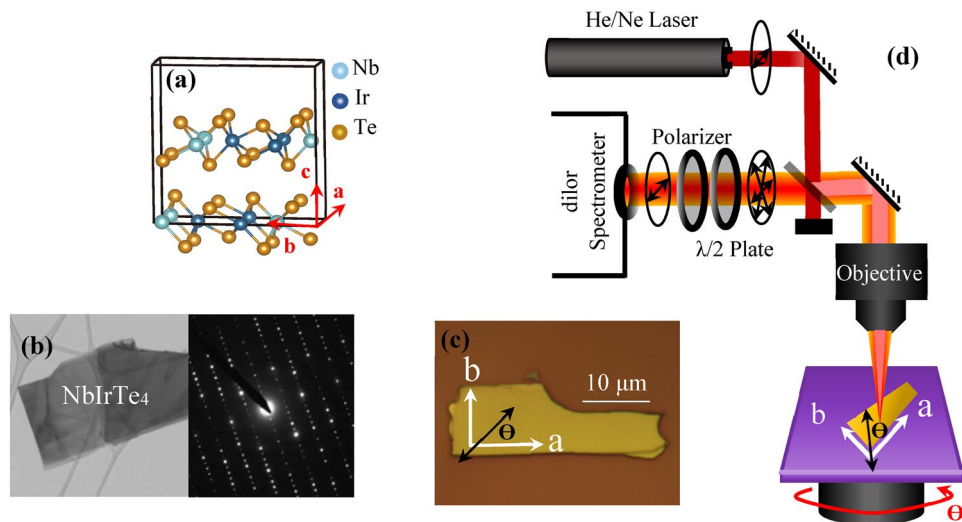 (a)
Nb
Ir
Te
c
a
b
He/Ne Laser
(d)
dilor
Spectrometer
Polarizer
λ/2 Plate
Objective
b
a
Ɵ
Ɵ
(b)
NbIrTe₄
(c)
b
10 μm
Ɵ
a